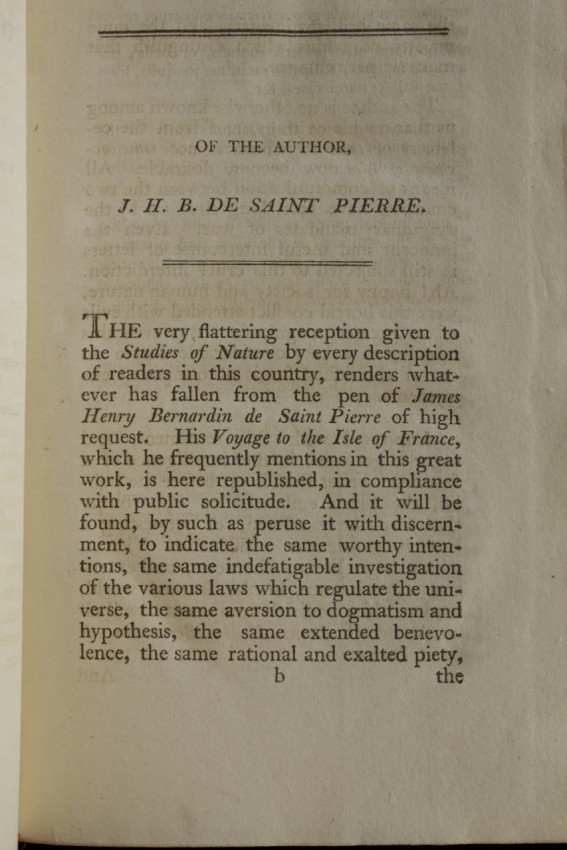 OF THE AUTHOR,
J. H. B. DE SAINT PIERRE.
THE very flattering reception given to
the Studies of Nature by every description
of readers in this country, renders what-
ever has fallen from the pen of James
Henry Bernardin de Saint Pierre of high
request. His Voyage to the Isle of France,
which he frequently mentions in this great
work, is here republished, in compliance
with public solicitude. And it will be
found, by such as peruse it with discern-
ment, to indicate the same worthy inten-
tions, the same indefatigable investigation
of the various laws which regulate the uni-
verse, the same aversion to dogmatism and
hypothesis, the same extended benevo-
lence, the same rational and exalted piety,
b the